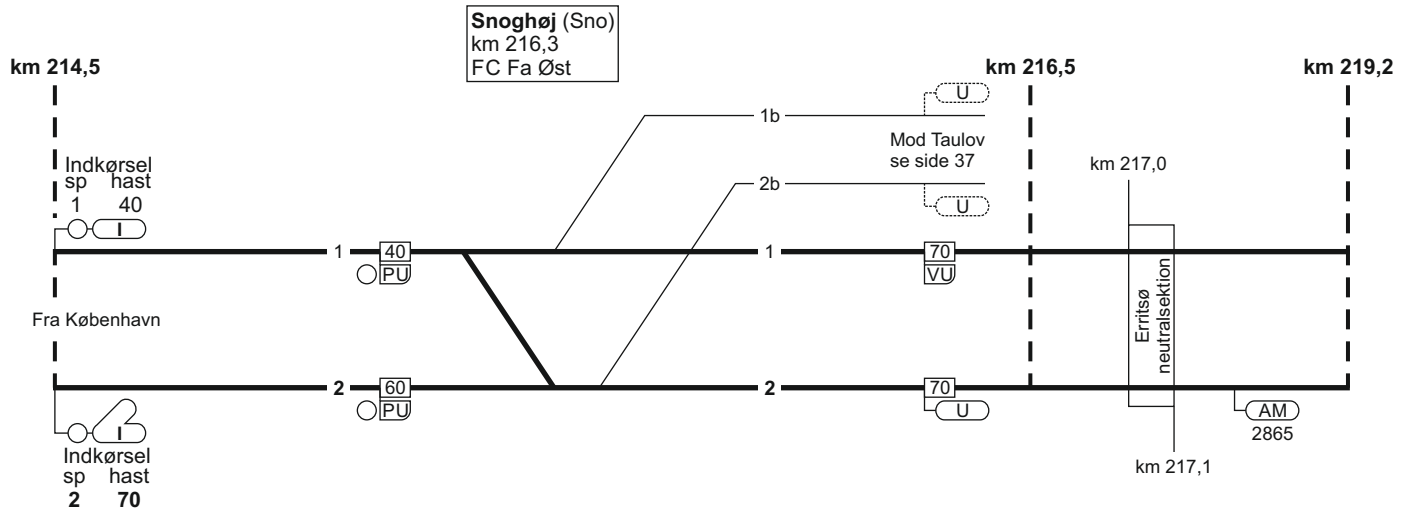 Snoghøj (Sno)
km 216,3
FC Fa Øst
km 214,5
km 216,5
km 219,2
U
1b
Mod Taulov
se side 37
km 217,0
Indkørsel
sp hast
1 40
I
2b
U
1
40
1
70
PU
VU
Fra København
Erritsø
neutralsektion
2
60
2
70
PU
U
AM
2865
I
Indkørsel
sp hast
2 70
km 217,1